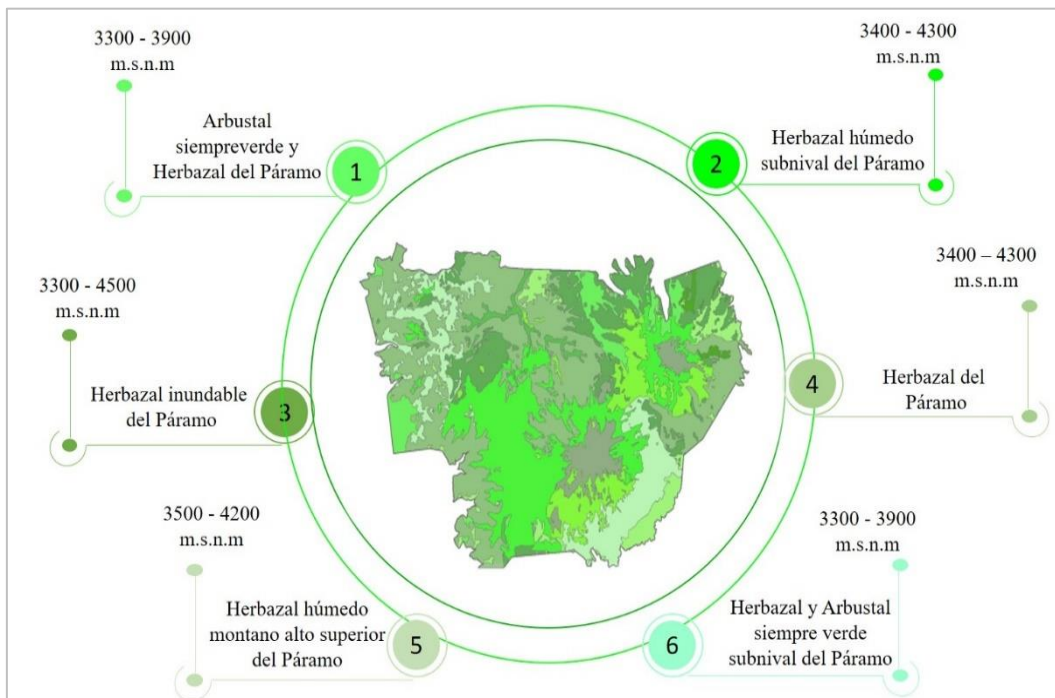 3300 - 3900
m.s.n.m
Arbustal
siempreverde y
Herbazal del Páramo
1
3400 - 4300
m.s.n.m
2
Herbazal húmedo
subnival del Páramo
3300 - 4500
m.s.n.m
Herbazal inundable
del Páramo
3
3400 – 4300
m.s.n.m
4
Herbazal del
Páramo
3500 - 4200
m.s.n.m
Herbazal húmedo
montano alto superior
del Páramo
5
3300 - 3900
m.s.n.m
6
Herbazal y Arbustal
siempre verde
subnival del Páramo